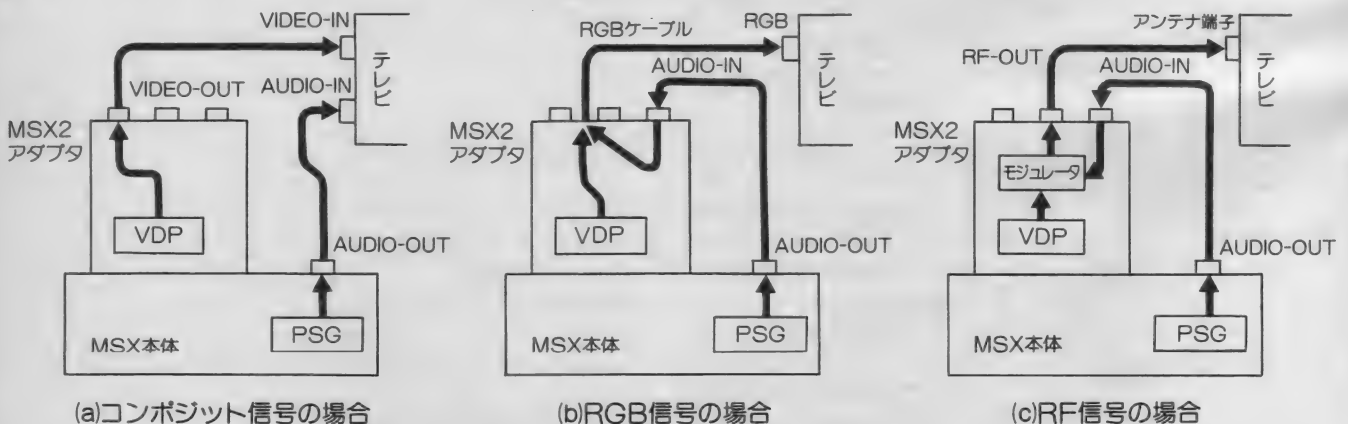 VIDEO-IN
テレビ
VIDEO-OUT
AUDIO-IN
MSX2
アダプタ
VDP
AUDIO-OUT
PSG
MSX本体
(a)コンポジット信号の場合
RGBケーブル
RGB
テレビ
AUDIO-IN
MSX2
アダプタ
VDP
AUDIO-OUT
PSG
MSX本体
(b)RGB信号の場合
アンテナ端子
RF-OUT
テレビ
AUDIO-IN
MSX2
アダプタ
モジュレータ
VDP
AUDIO-OUT
PSG
MSX本体
(c)RF信号の場合